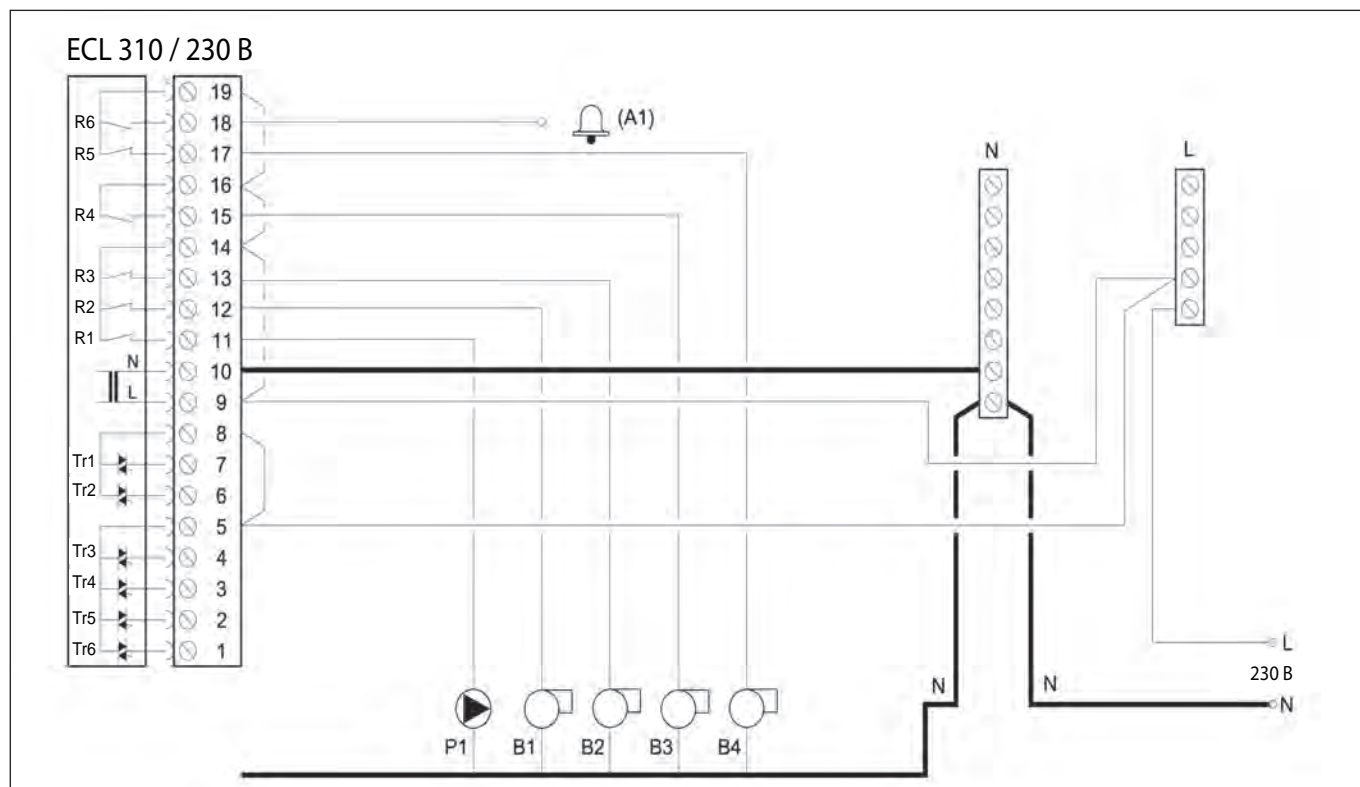 ECL 310 / 230 В
19
R6 18 (A1)
R5 17
N L
16
R4 15
14
R3 13
R2 12
R1 11
N 10
L 9
8
Tr1 7
Tr2 6
5
Tr3 4
Tr4 3
Tr5 2
Tr6 1
L
230 В
N N N
P1 B1 B2 B3 B4